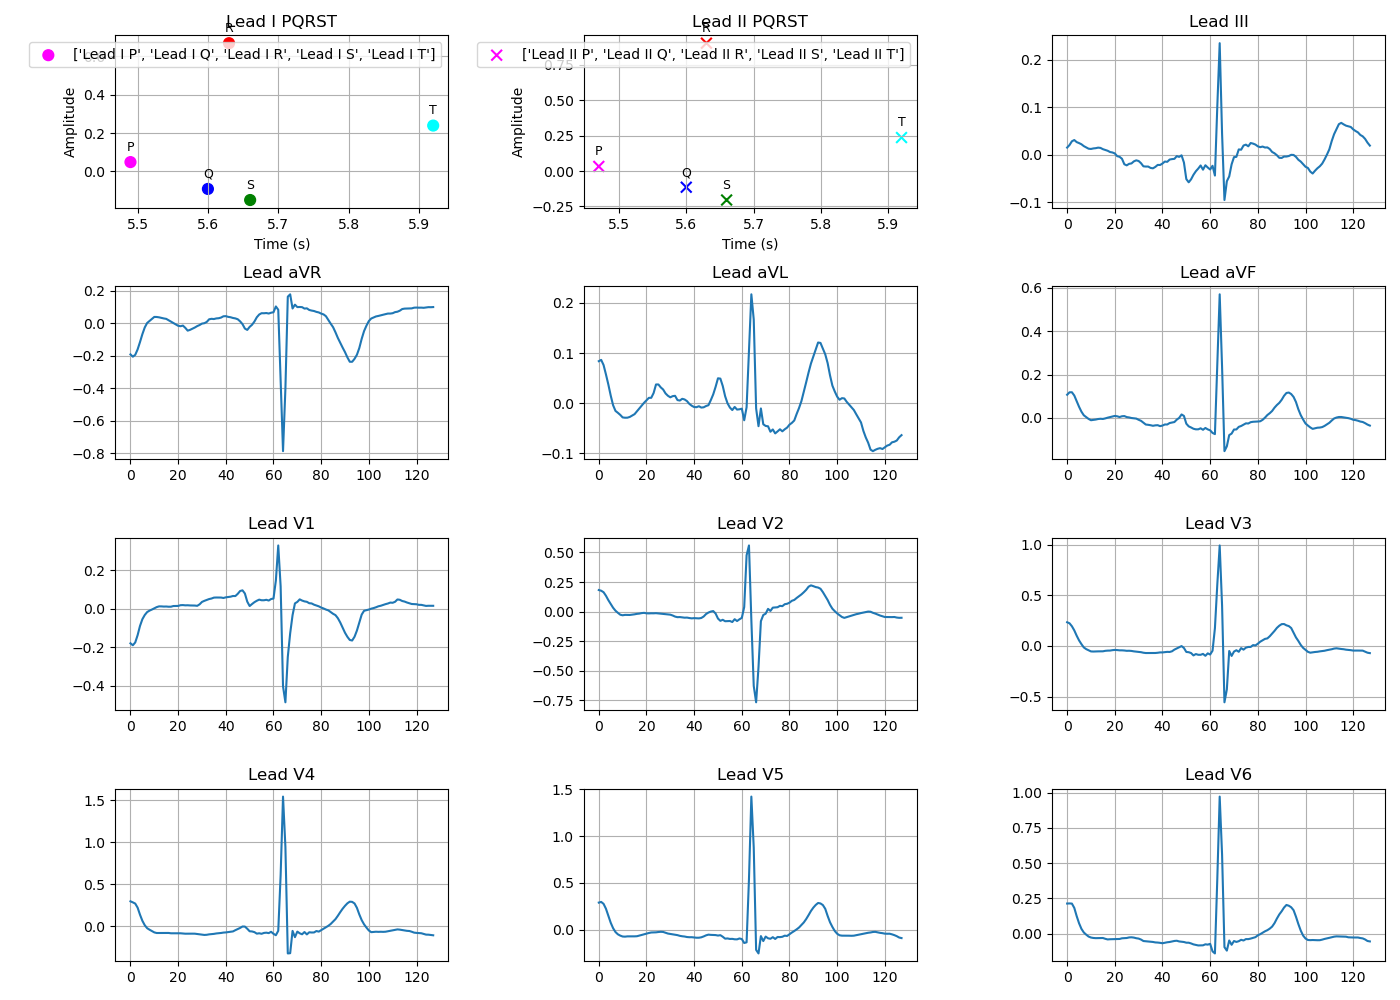 Lead I PQRST
Lead II PQRST
Lead III
R
R
['Lead I P', 'Lead I Q', 'Lead I R', 'Lead I S', 'Lead I T']
['Lead II P', 'Lead II Q', 'Lead II R', 'Lead II S', 'Lead II T']
P
Q
S
T
0.6
0.4
0.2
0.0
Amplitude
5.5 5.6 5.7 5.8 5.9
Time (s)
P
Q
S
T
0.75
0.50
0.25
0.00
−0.25
Amplitude
5.5 5.6 5.7 5.8 5.9
Time (s)
0.2
0.1
0.0
−0.1
0 20 40 60 80 100 120
Lead aVR
0.2
0.0
−0.2
−0.4
−0.6
−0.8
0 20 40 60 80 100 120
Lead aVL
0.2
0.1
0.0
−0.1
0 20 40 60 80 100 120
Lead aVF
0.6
0.4
0.2
0.0
0 20 40 60 80 100 120
Lead V1
0.2
0.0
−0.2
−0.4
0 20 40 60 80 100 120
Lead V2
0.50
0.25
0.00
−0.25
−0.50
−0.75
0 20 40 60 80 100 120
Lead V3
1.0
0.5
0.0
−0.5
0 20 40 60 80 100 120
Lead V4
1.5
1.0
0.5
0.0
0 20 40 60 80 100 120
Lead V5
1.5
1.0
0.5
0.0
0 20 40 60 80 100 120
Lead V6
1.00
0.75
0.50
0.25
0.00
0 20 40 60 80 100 120